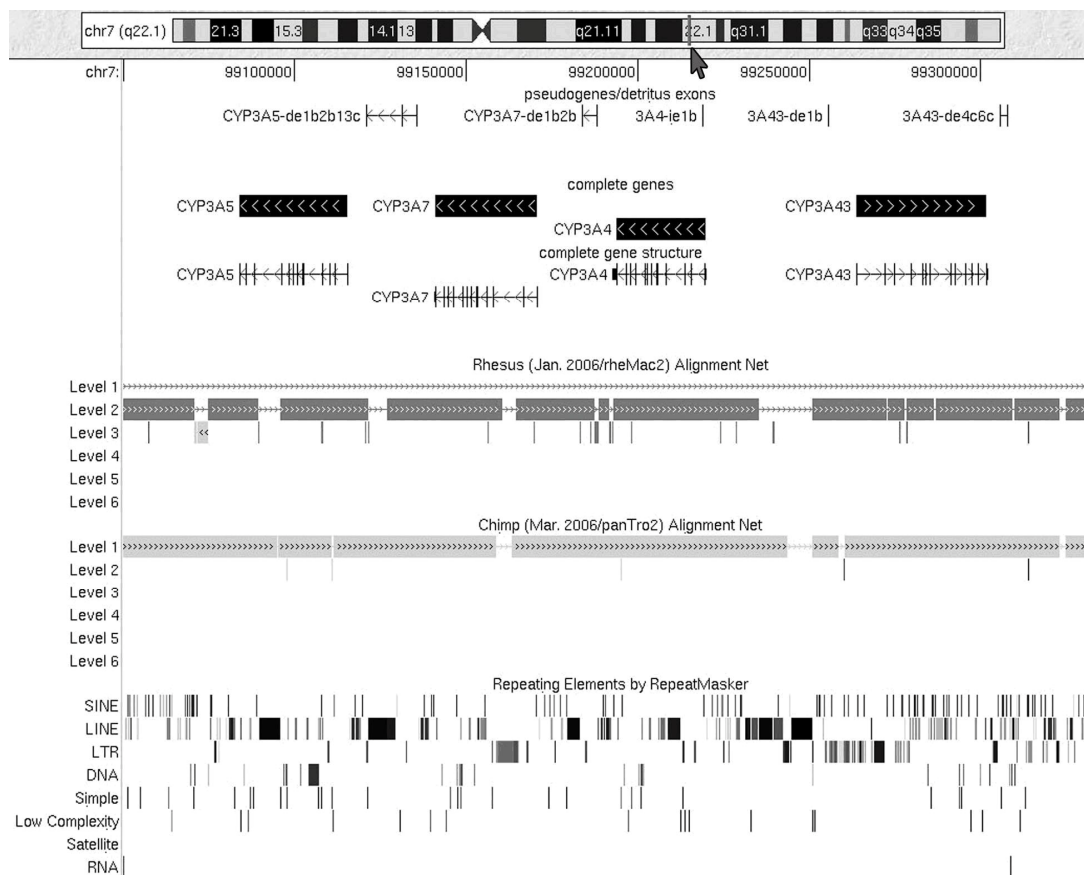 chr7 (q22.1) 21.3 15.3 14.1 13 q21.11 22.1 q31.1 q33 q34 q35
chr7: 99100000 99150000 99200000 99250000 99300000
pseudogenes/detritus exons
CYP3A5-de1b2b13c CYP3A7-de1b2b 3A4-ie1b 3A43-de1b 3A43-de4c6c
complete genes
CYP3A5 CYP3A7 CYP3A43
CYP3A4
complete gene structure
CYP3A5 CYP3A4 CYP3A43
CYP3A7
Rhesus (Jan. 2006/rheMac2) Alignment Net
Level 1
Level 2
Level 3
Level 4
Level 5
Level 6
Chimp (Mar. 2006/panTro2) Alignment Net
Level 1
Level 2
Level 3
Level 4
Level 5
Level 6
Repeating Elements by RepeatMasker
SINE
LINE
LTR
DNA
Simple
Low Complexity
Satellite
RNA